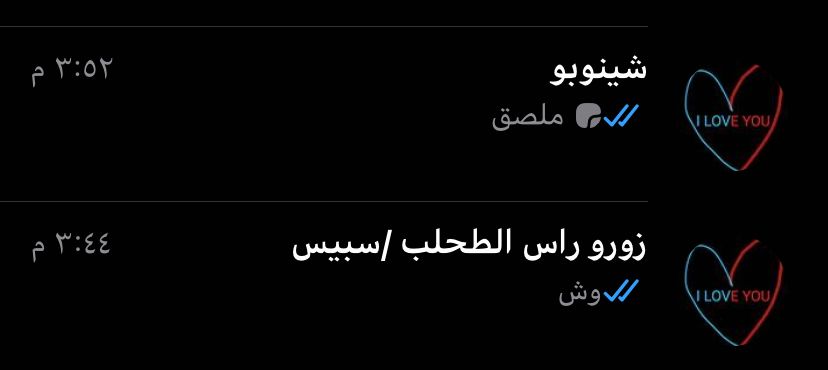 شينوبو
٣:٥٢ م
ملصق
I LOVE YOU
زورو راس الطحلب /سبيس
٣:٤٤ م
وش
I LOVE YOU